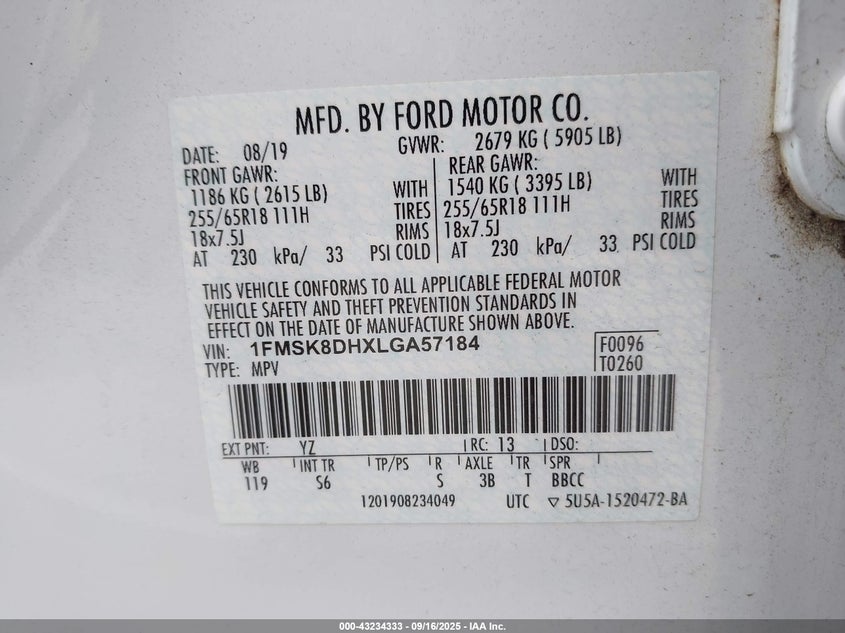 MFD. BY FORD MOTOR CO.
DATE: 08/19 GVWR: 2679 KG ( 5905 LB)
FRONT GAWR: REAR GAWR:
1186 KG ( 2615 LB) WITH 1540 KG ( 3395 LB) WITH
255/65R18 111H TIRES 255/65R18 111H TIRES
18x7.5J RIMS 18x7.5J RIMS
AT 230 kPa/ 33 PSI COLD AT 230 kPa/ 33 PSI COLD
THIS VEHICLE CONFORMS TO ALL APPLICABLE FEDERAL MOTOR
VEHICLE SAFETY AND THEFT PREVENTION STANDARDS IN
EFFECT ON THE DATE OF MANUFACTURE SHOWN ABOVE.
VIN: 1FMSK8DHXLGA57184 F0096
TYPE: MPV T0260
EXT PNT: YZ RC: 13 DSO:
WB INT TR TP/PS R AXLE TR SPR
119 S6 S 3B T BBCC
1201908234049 UTC ▽ 5U5A-1520472-BA
000-43234333 - 09/16/2025 - IAA Inc.